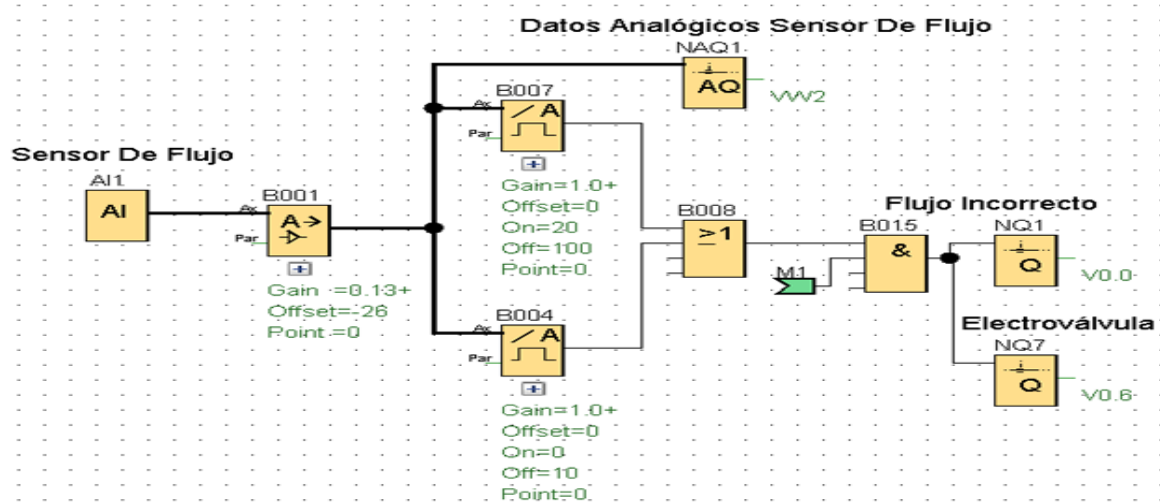 Datos Analógicos Sensor De Flujo
NAQ1
AQ
VW2
B007
Ax
A
Par
Gain=1.0+
Offset=0
On=20
Off=100
Point=0
Sensor De Flujo
AI1
AI
B001
Ax
A>
Par
Gain =0.13+
Offset=-26
Point =0
B008
≥1
Flujo Incorrecto
B015
&
M1
NQ1
Q
V0.0
Electroválvula
NQ7
Q
V0.6
B004
Ax
A
Par
Gain=1.0+
Offset=0
On=0
Off=10
Point=0